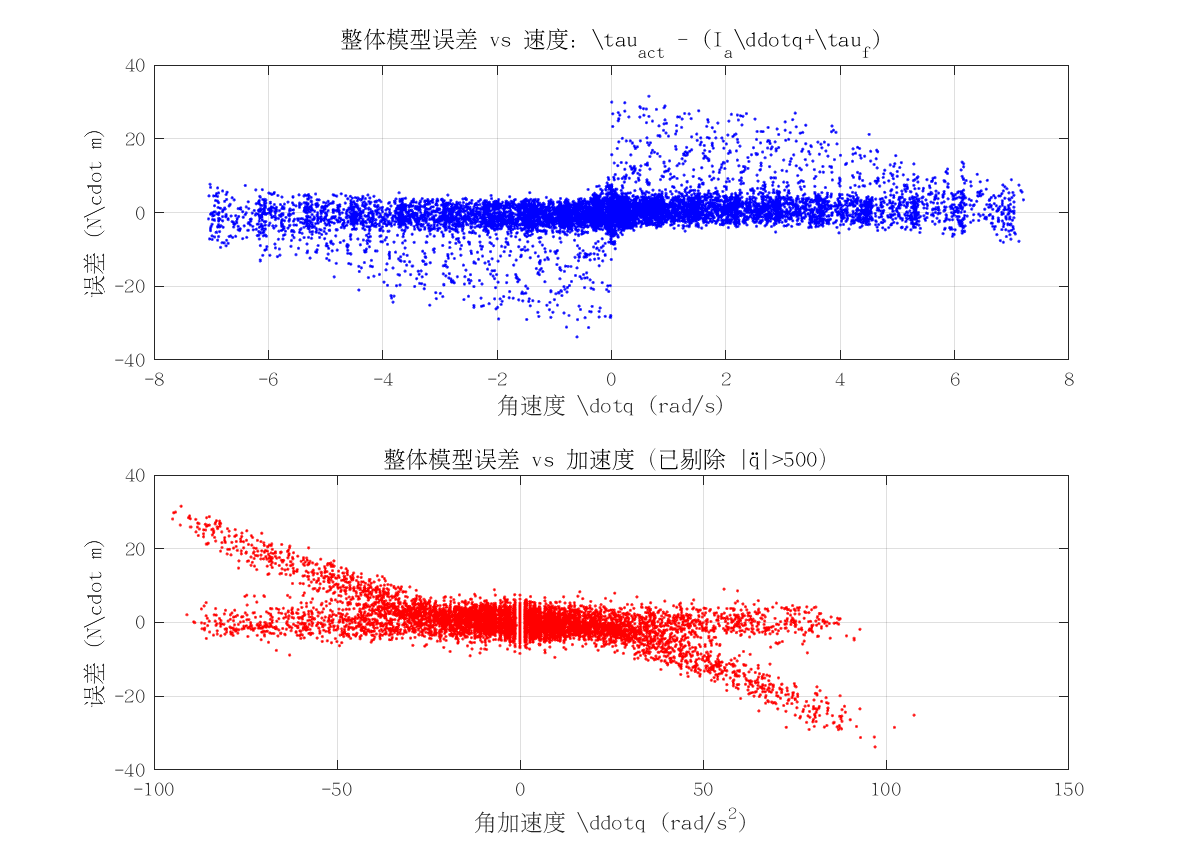 整体模型误差 vs 速度: \tau_act - (I_a\ddotq+\tau_f)
40
20
0
-20
-40
误差 (N\cdot m)
-8 -6 -4 -2 0 2 4 6 8
角速度 \dotq (rad/s)
整体模型误差 vs 加速度 (已剔除 |q̈|>500)
40
20
0
-20
-40
误差 (N\cdot m)
-100 -50 0 50 100 150
角加速度 \ddotq (rad/s²)